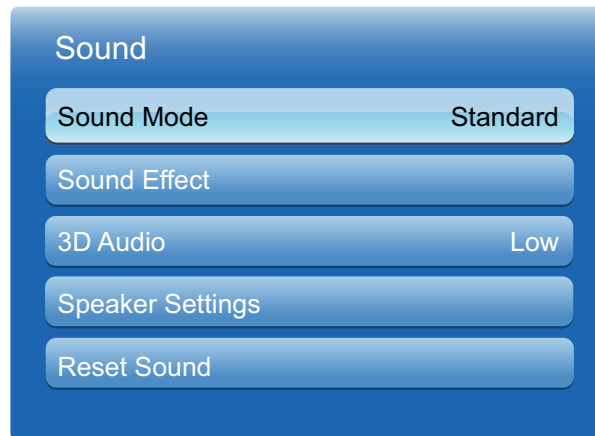 Sound
Sound Mode Standard
Sound Effect
3D Audio Low
Speaker Settings
Reset Sound